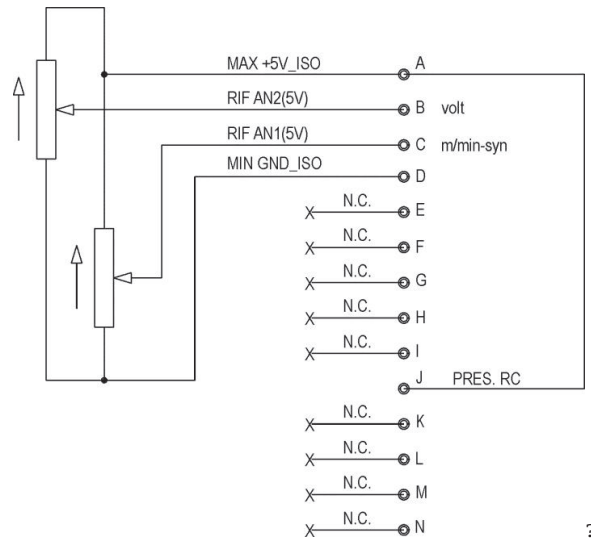 MAX +5V_ISO A
RIF AN2(5V) B volt
RIF AN1(5V) C m/min-syn
MIN GND_ISO D
N.C. E
N.C. F
N.C. G
N.C. H
N.C. I
J PRES. RC
N.C. K
N.C. L
N.C. M
N.C. N